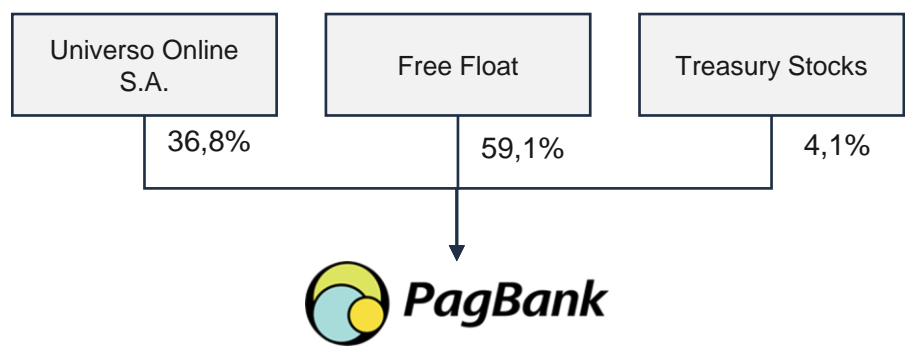 Universo Online
S.A.
Free Float
Treasury Stocks
36,8%
59,1%
4,1%
PagBank